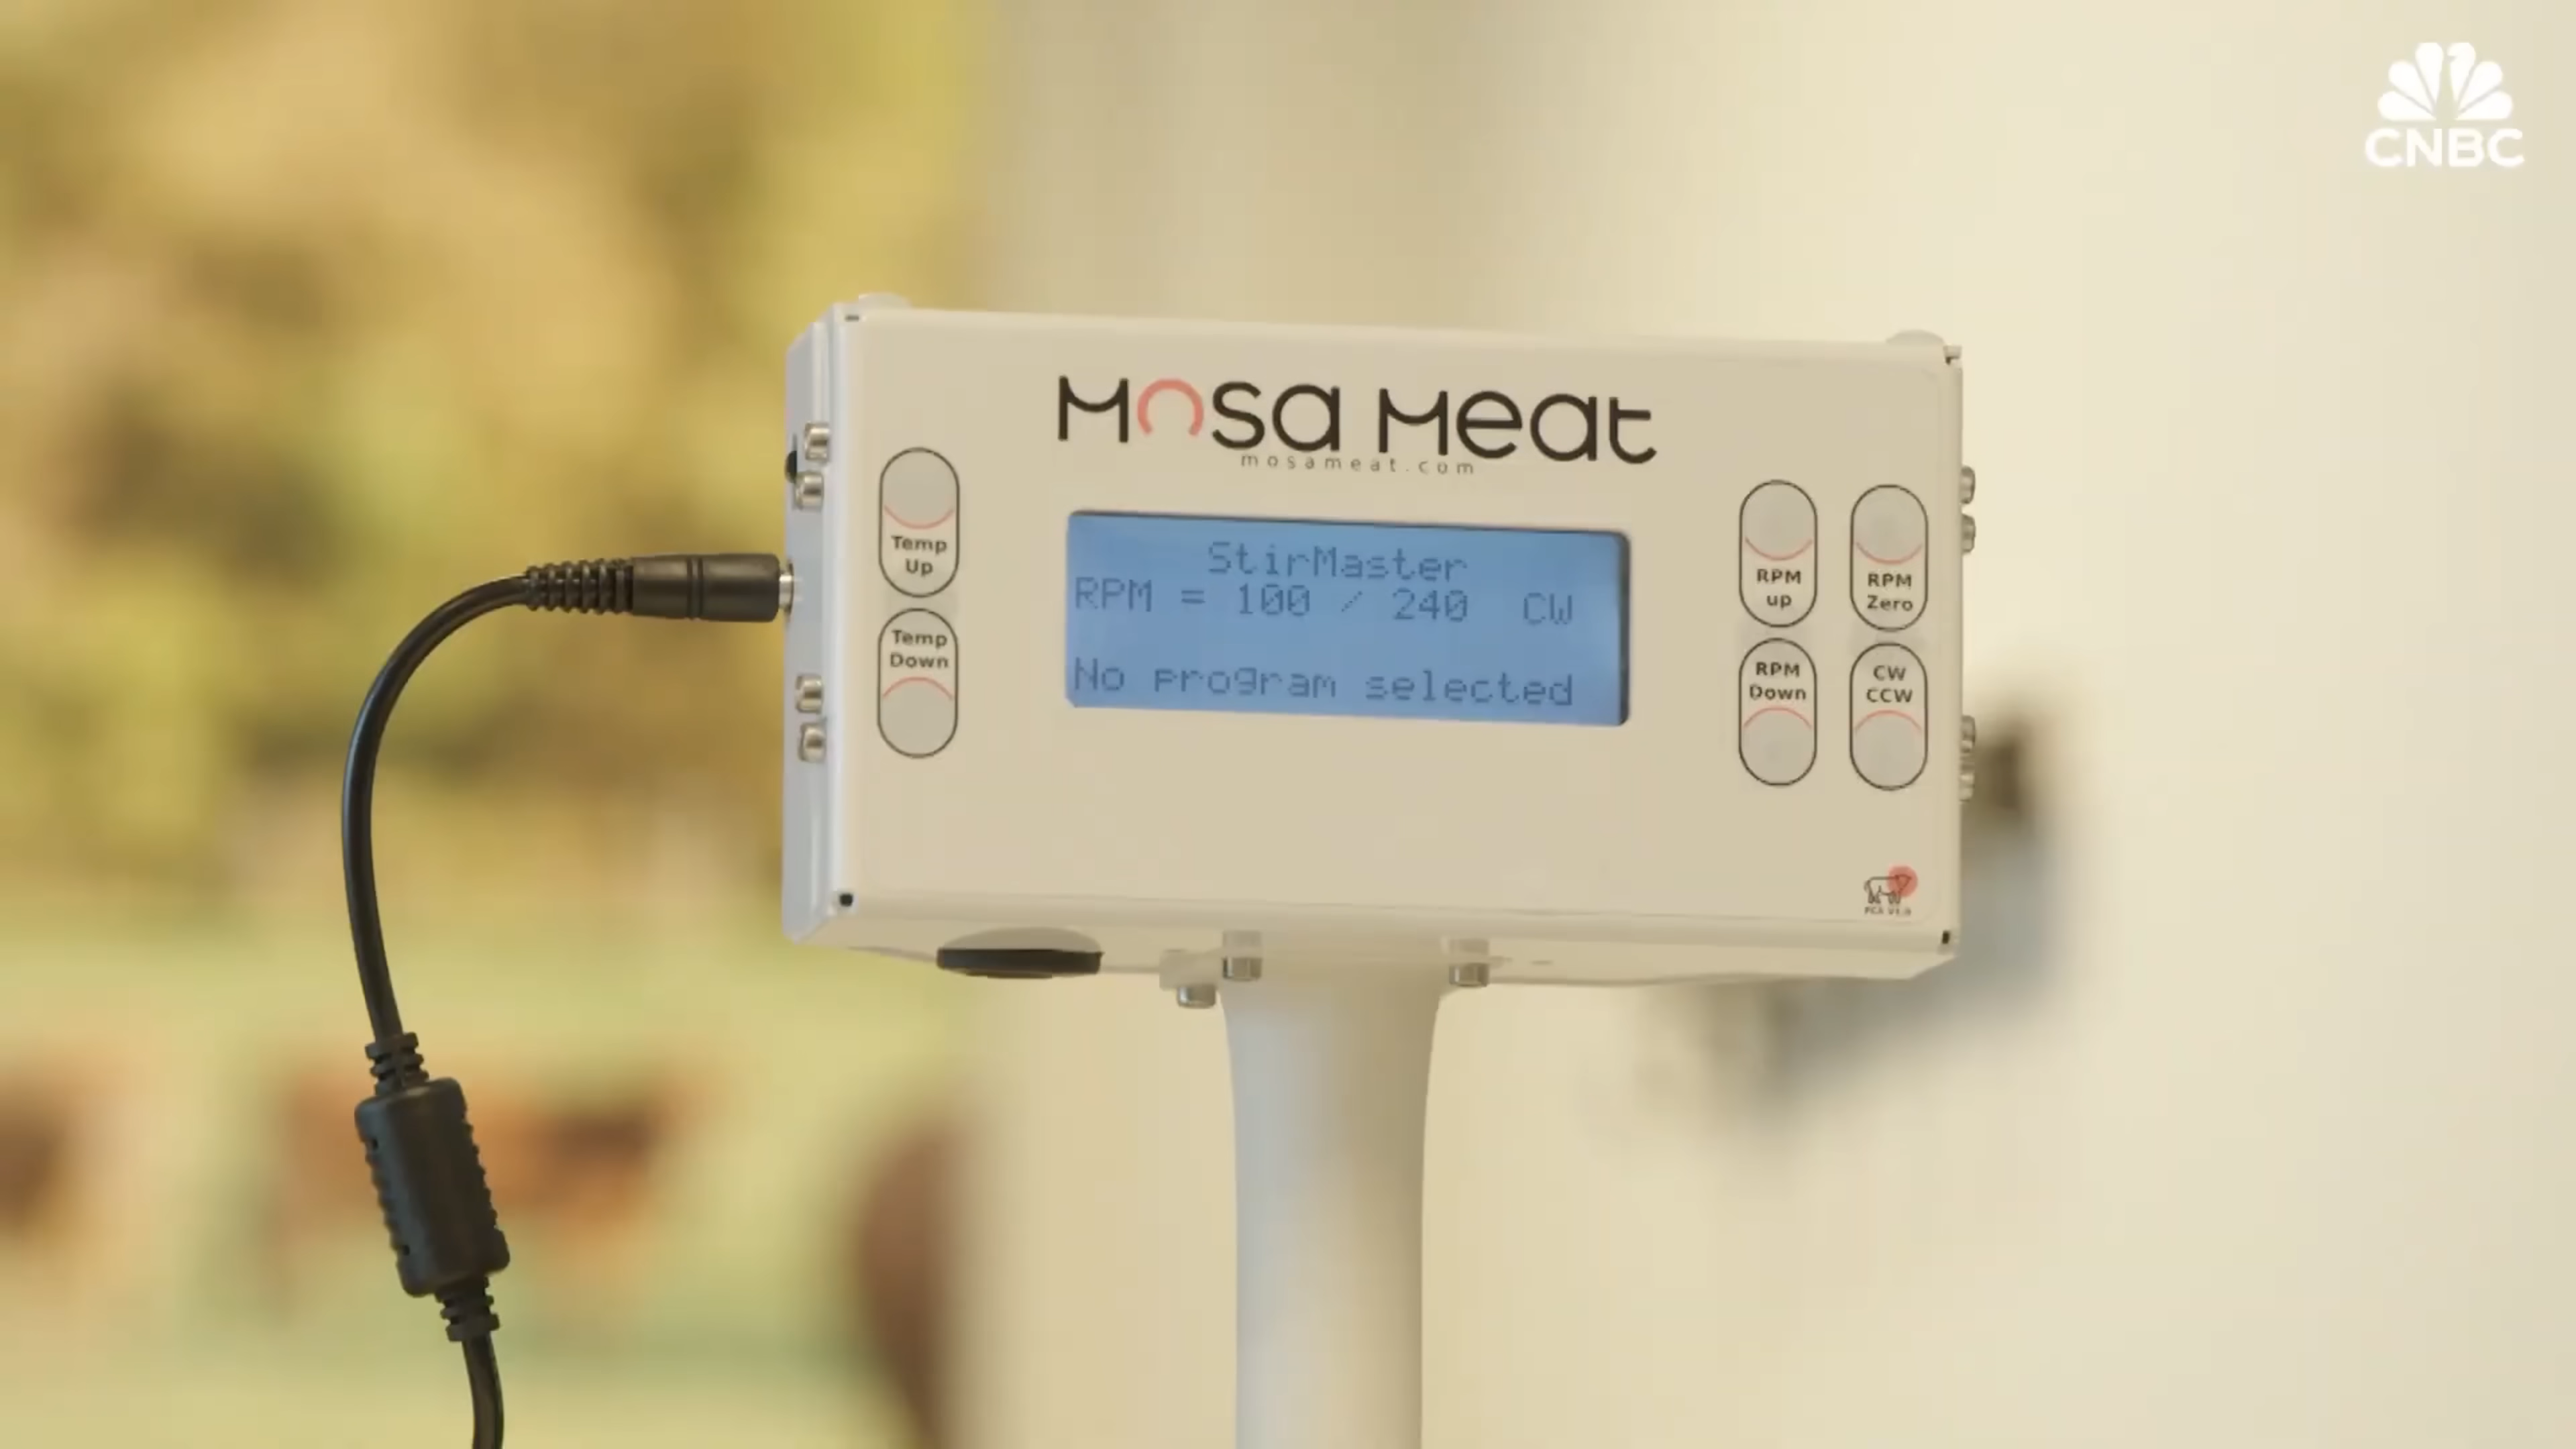 CNBC
Mosa Meat
mosameat.com
Temp
Up
Temp
Down
StirMaster
RPM = 100 / 240 CW
No program selected
RPM
up
RPM
Zero
RPM
Down
CW
CCW